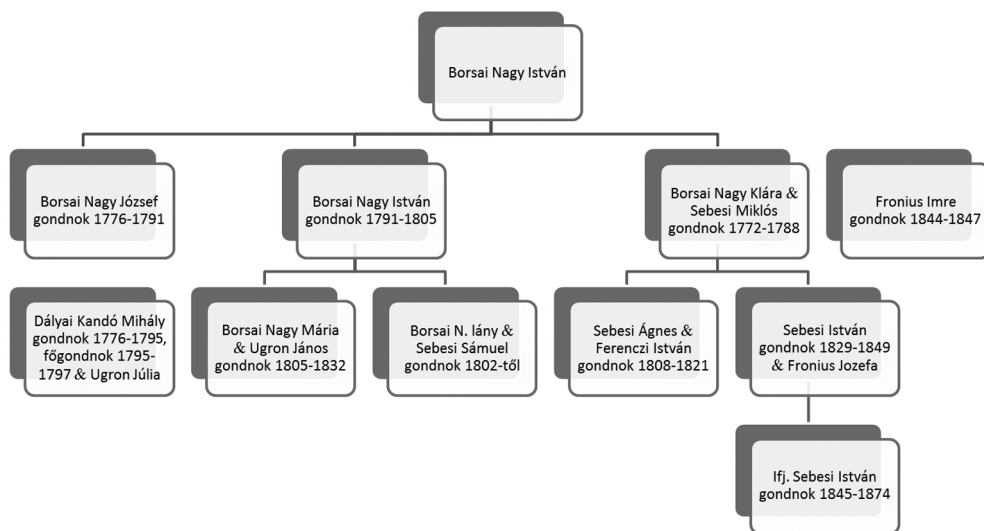 Borsai Nagy István
Borsai Nagy József
gondnok 1776-1791
Borsai Nagy István
gondnok 1791-1805
Borsai Nagy Klára &
Sebesi Miklós
gondnok 1772-1788
Fronius Imre
gondnok 1844-1847
Dályai Kandó Mihály
gondnok 1776-1795,
főgondnok 1795-
1797 & Ugron Júlia
Borsai Nagy Mária
& Ugron János
gondnok 1805-1832
Borsai N. lány &
Sebesi Sámuel
gondnok 1802-től
Sebesi Ágnes &
Ferenczi István
gondnok 1808-1821
Sebesi István
gondnok 1829-1849
& Fronius Jozefa
Ifj. Sebesi István
gondnok 1845-1874